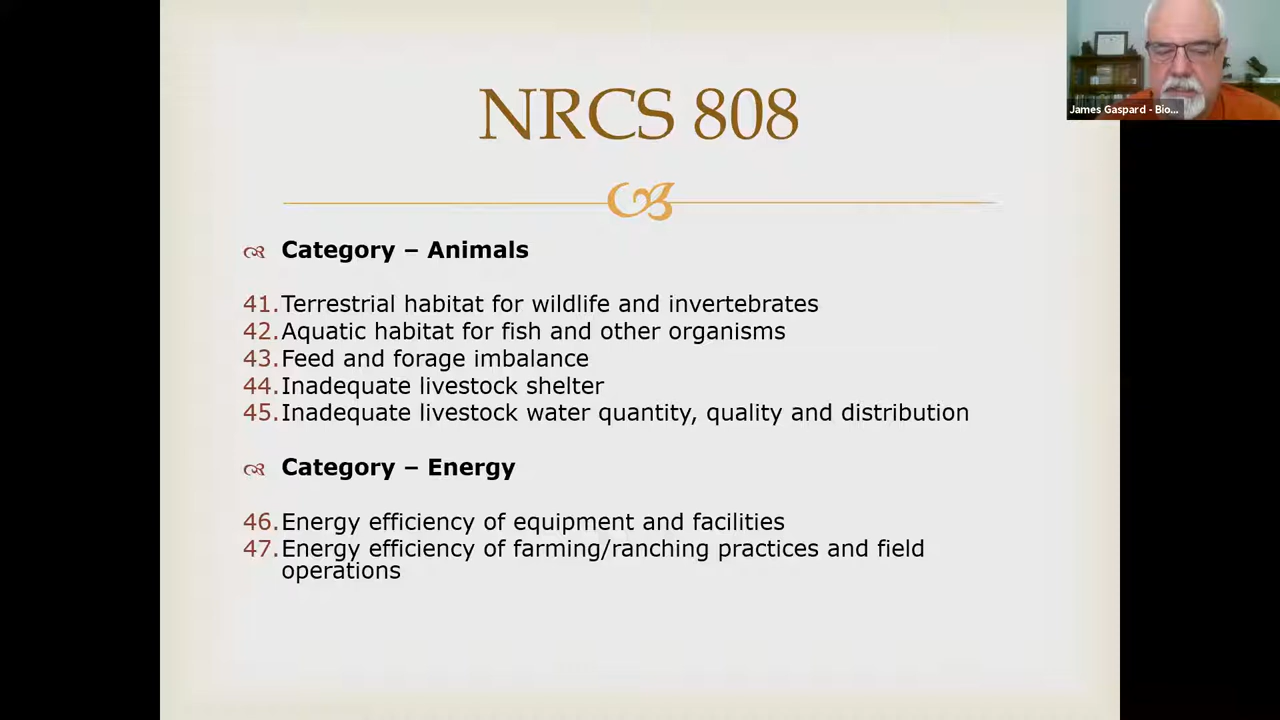 NRCS 808
James Gaspard - Bio...
Category – Animals
41. Terrestrial habitat for wildlife and invertebrates
42. Aquatic habitat for fish and other organisms
43. Feed and forage imbalance
44. Inadequate livestock shelter
45. Inadequate livestock water quantity, quality and distribution
Category – Energy
46. Energy efficiency of equipment and facilities
47. Energy efficiency of farming/ranching practices and field
operations